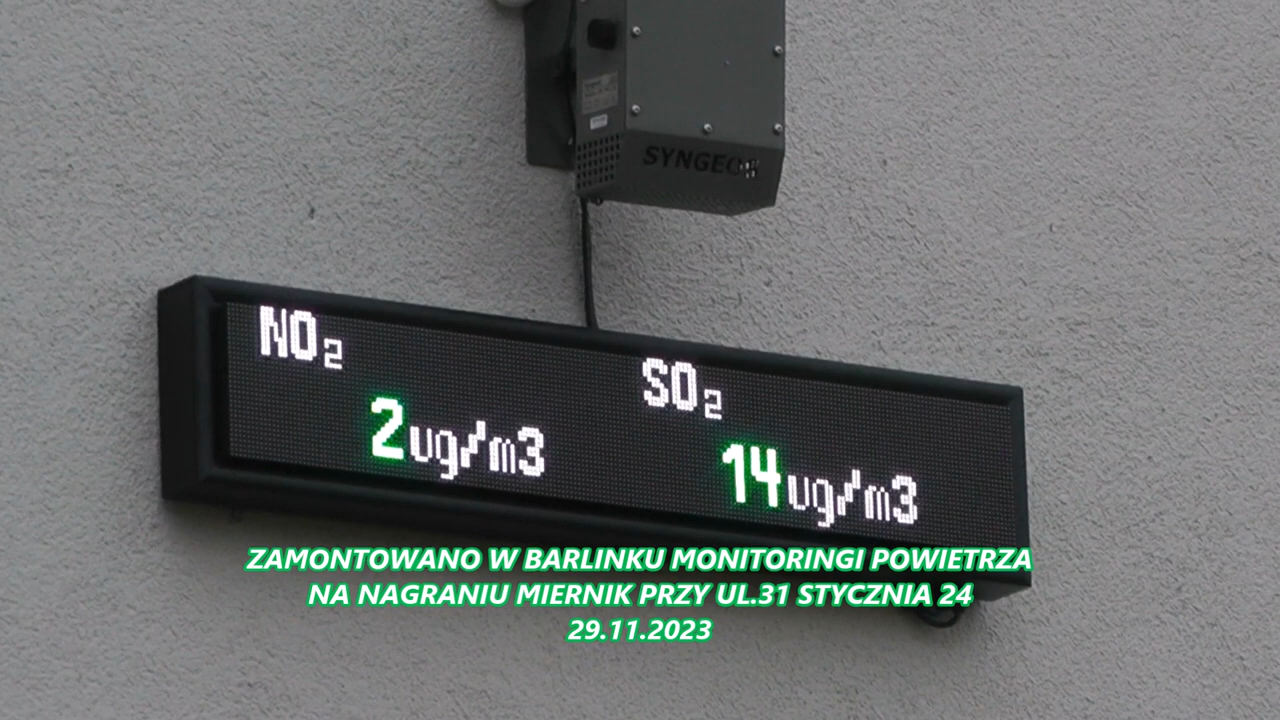 SYNGEOS
NO₂
SO₂
2ug/m3
14ug/m3
ZAMONTOWANO W BARLINKU MONITORINGI POWIETRZA
NA NAGRANIU MIERNIK PRZY UL.31 STYCZNIA 24
29.11.2023